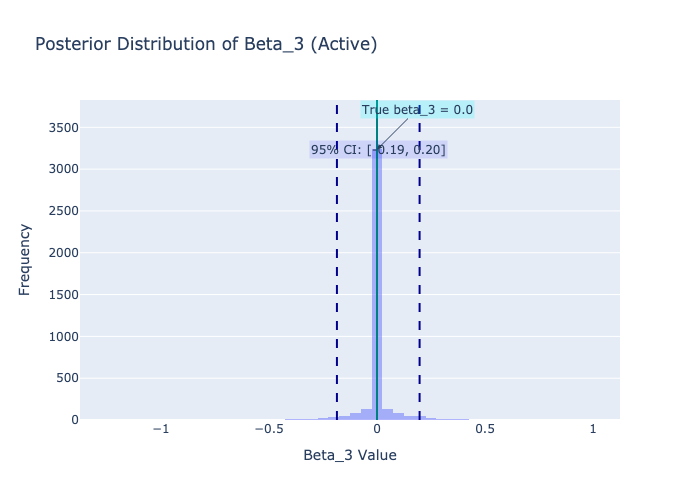 Posterior Distribution of Beta_3 (Active)
True beta_3 = 0.0
95% CI: [-0.19, 0.20]
3500
3000
2500
2000
1500
1000
500
0
Frequency
−1
−0.5
0
0.5
1
Beta_3 Value